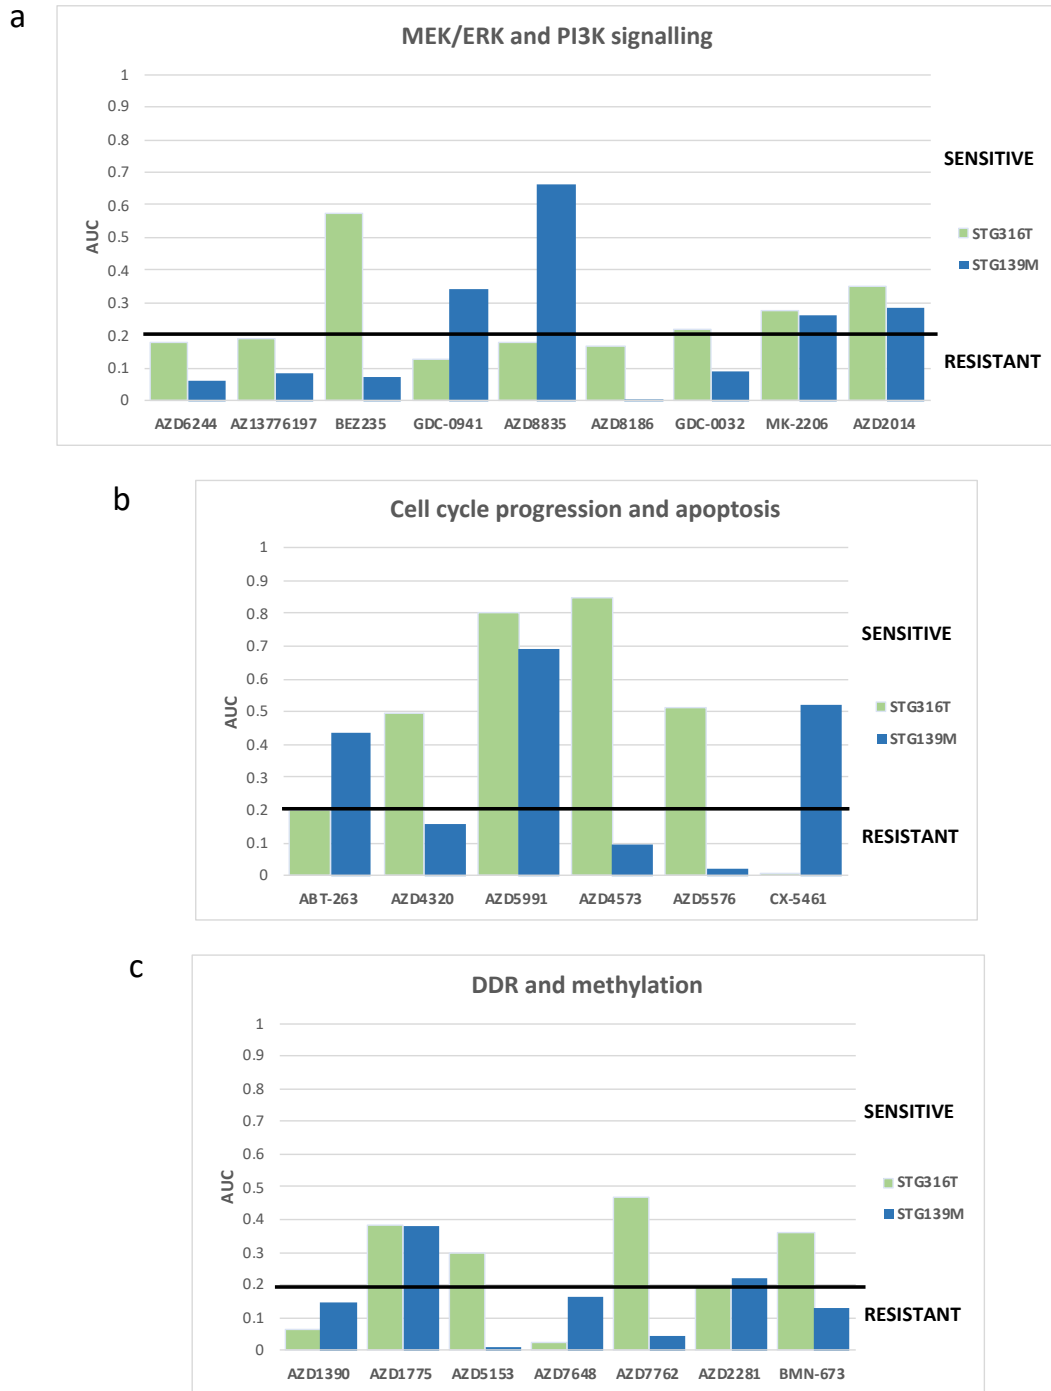 a
MEK/ERK and PI3K signalling
1
0.9
0.8
0.7
0.6
0.5
0.4
0.3
0.2
0.1
0
AUC
SENSITIVE
STG316T
STG139M
RESISTANT
AZD6244 AZ13776197 BEZ235 GDC-0941 AZD8835 AZD8186 GDC-0032 MK-2206 AZD2014
b
Cell cycle progression and apoptosis
1
0.9
0.8
0.7
0.6
0.5
0.4
0.3
0.2
0.1
0
AUC
SENSITIVE
STG316T
STG139M
RESISTANT
ABT-263 AZD4320 AZD5991 AZD4573 AZD5576 CX-5461
c
DDR and methylation
1
0.9
0.8
0.7
0.6
0.5
0.4
0.3
0.2
0.1
0
AUC
SENSITIVE
STG316T
STG139M
RESISTANT
AZD1390 AZD1775 AZD5153 AZD7648 AZD7762 AZD2281 BMN-673